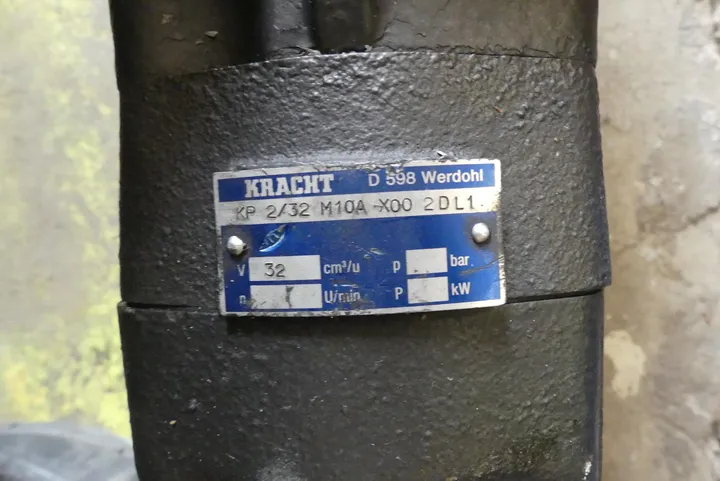 KRACHT D 598 Werdohl
KP 2/32 M10A X00 2DL1
V 32 cm³/u p bar
n U/min P kW